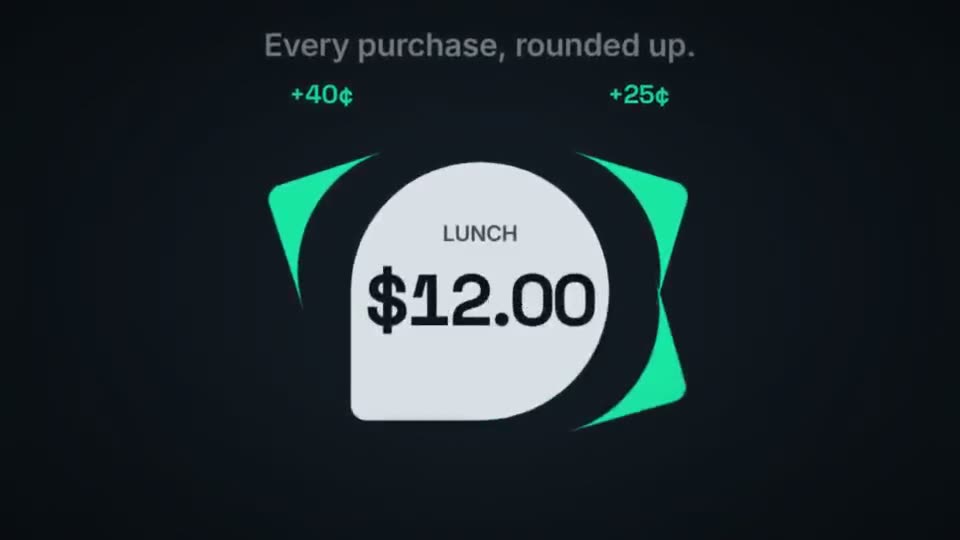 Every purchase, rounded up.
+40¢ +25¢
LUNCH
$12.00